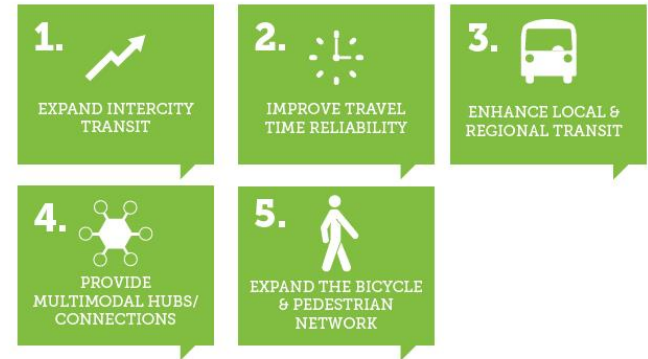 1.
EXPAND INTERCITY
TRANSIT
2.
IMPROVE TRAVEL
TIME RELIABILITY
3.
ENHANCE LOCAL &
REGIONAL TRANSIT
4.
PROVIDE
MULTIMODAL HUBS/
CONNECTIONS
5.
EXPAND THE BICYCLE
& PEDESTRIAN
NETWORK